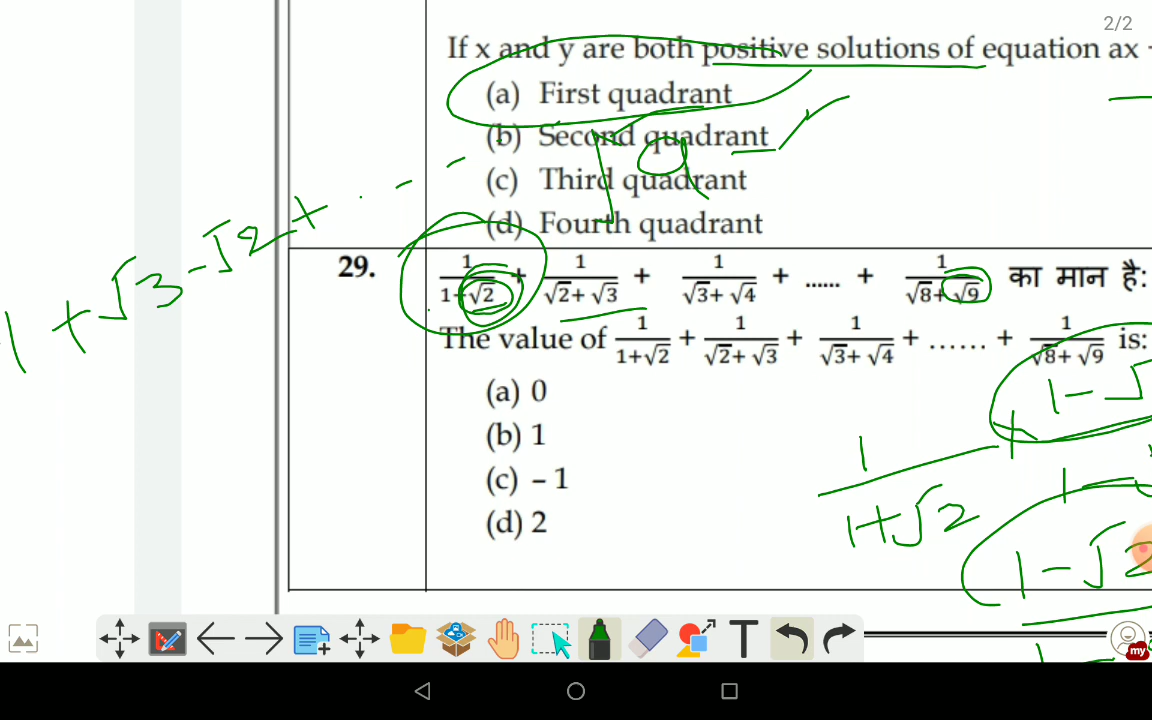 2/2
If x and y are both positive solutions of equation ax
(a) First quadrant
(b) Second quadrant
(c) Third quadrant
(d) Fourth quadrant
√9
1 + √3 - √2 + . - -
29. 1/(1+√2) + 1/(√2+√3) + 1/(√3+√4) + ...... + 1/(√8+√9) का मान है:
The value of 1/(1+√2) + 1/(√2+√3) + 1/(√3+√4) + ...... + 1/(√8+√9) is:
(a) 0
(b) 1
(c) – 1
(d) 2
1/(1+√2)
1 - √
1 - √2
T
my